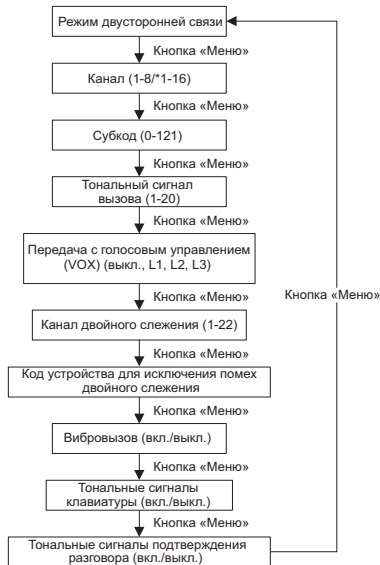 Режим двусторонней связи
Кнопка «Меню»
Канал (1-8/*1-16)
Кнопка «Меню»
Субкод (0-121)
Кнопка «Меню»
Тональный сигнал
вызова (1-20)
Кнопка «Меню»
Передача с голосовым управлением
(VOX) (выкл., L1, L2, L3)
Кнопка «Меню»
Кнопка «Меню»
Канал двойного слежения (1-22)
Кнопка «Меню»
Код устройства для исключения помех
двойного слежения
Кнопка «Меню»
Вибровызов (вкл./выкл.)
Кнопка «Меню»
Тональные сигналы
клавиатуры (вкл./выкл.)
Кнопка «Меню»
Тональные сигналы подтверждения
разговора (вкл./выкл.)